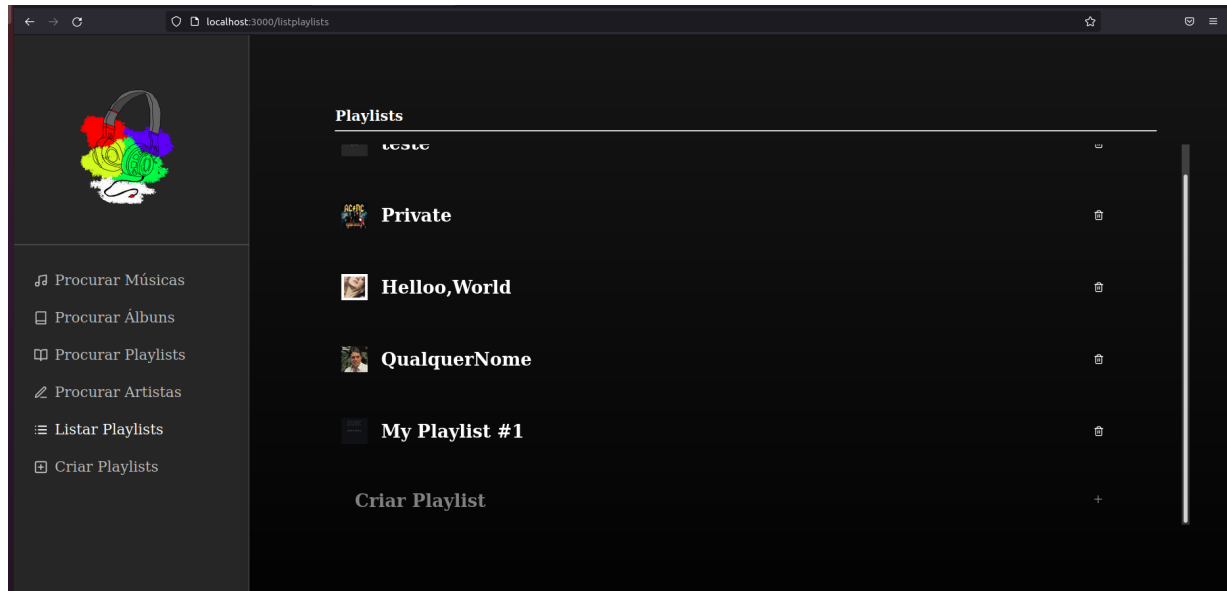 localhost:3000/listplaylists
Playlists
teste
Private
Helloo,World
QualquerNome
My Playlist #1
Criar Playlist
Procurar Músicas
Procurar Álbuns
Procurar Playlists
Procurar Artistas
Listar Playlists
Criar Playlists